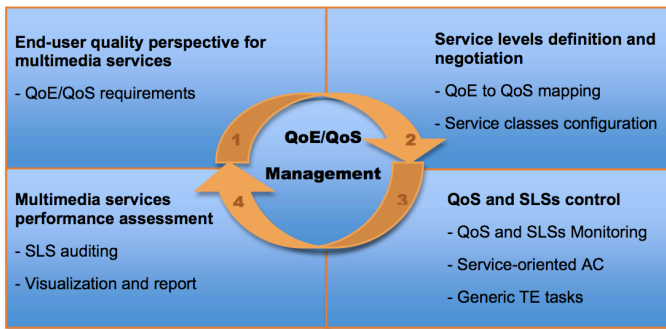 End-user quality perspective for
multimedia services
- QoE/QoS requirements
Service levels definition and
negotiation
- QoE to QoS mapping
- Service classes configuration
1
QoE/QoS
2
Management
4
3
Multimedia services
performance assessment
- SLS auditing
- Visualization and report
QoS and SLSs control
- QoS and SLSs Monitoring
- Service-oriented AC
- Generic TE tasks